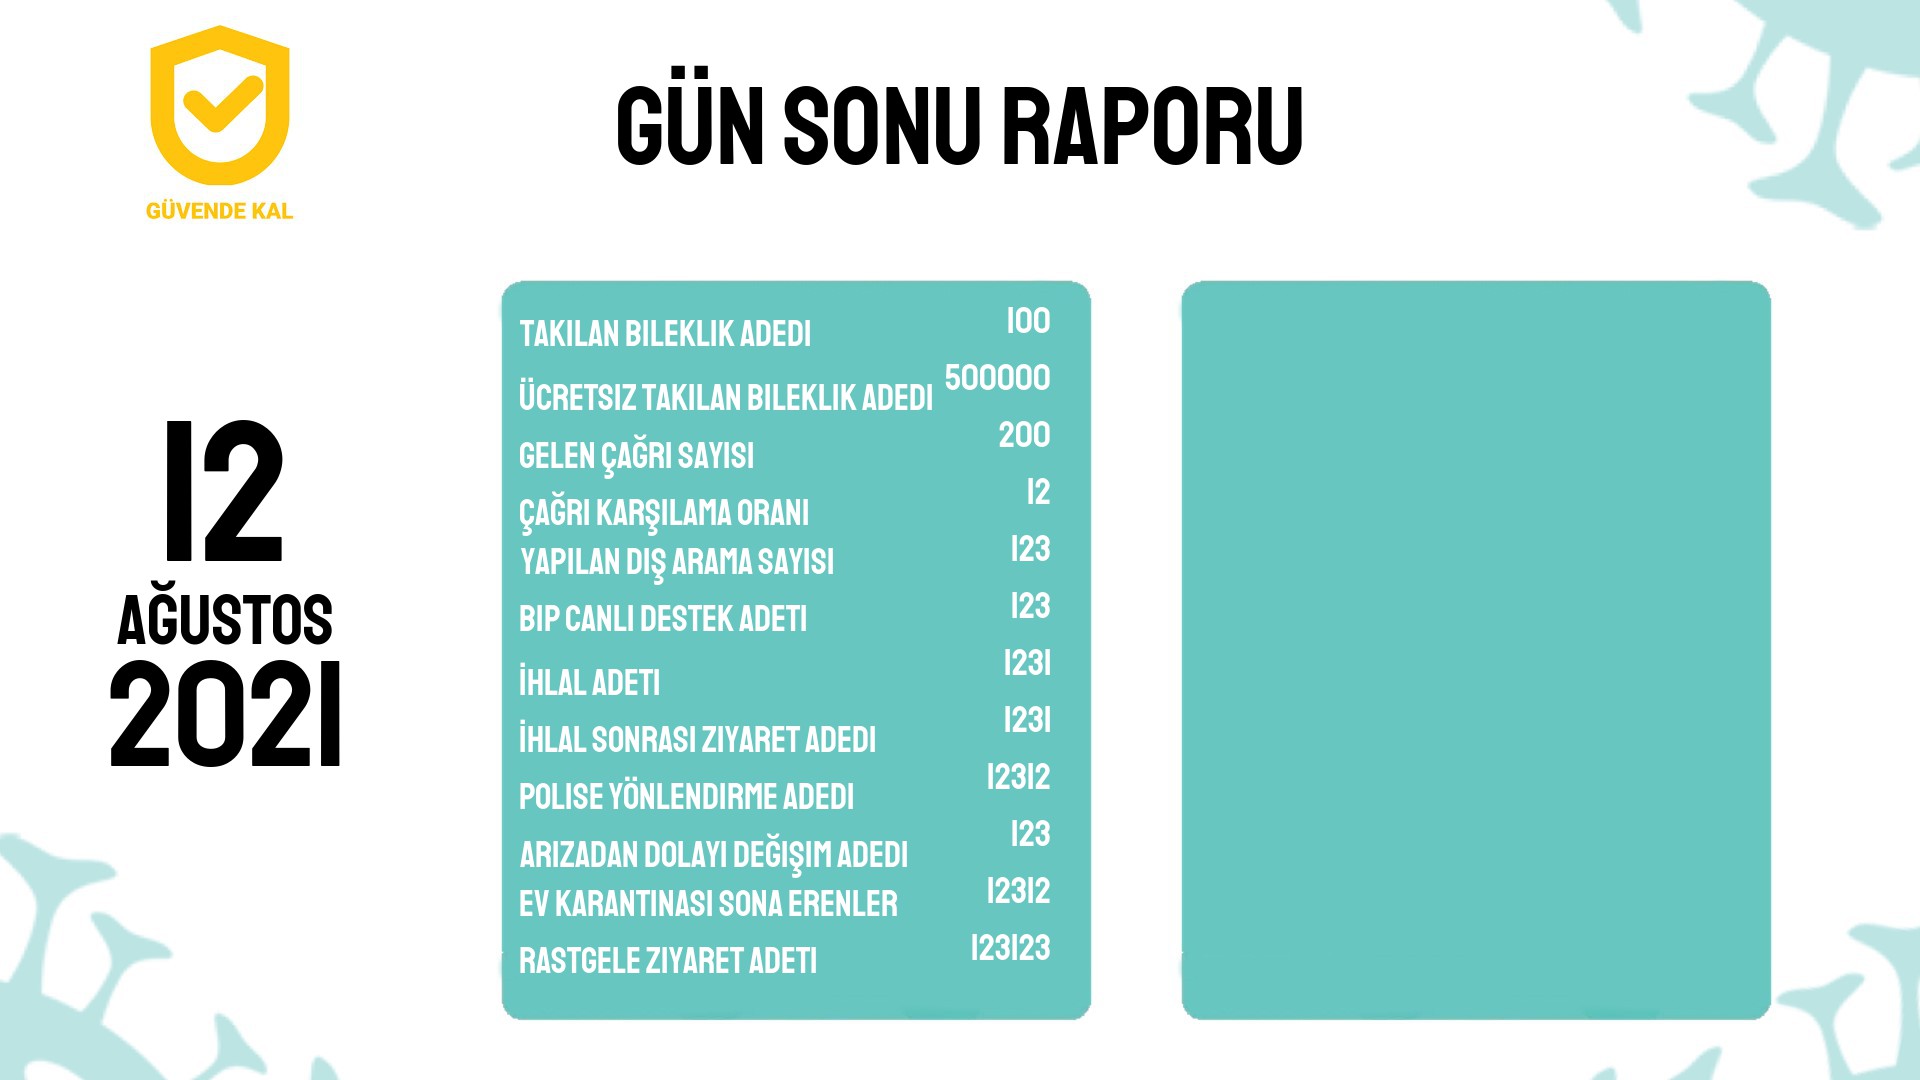 GÜVENDE KAL
GÜN SONU RAPORU
12
AĞUSTOS
2021
TAKILAN BILEKLIK ADEDI 100
ÜCRETSIZ TAKILAN BILEKLIK ADEDI 500000
GELEN ÇAĞRI SAYISI 200
ÇAĞRI KARŞILAMA ORANI 12
YAPILAN DIŞ ARAMA SAYISI 123
BIP CANLI DESTEK ADETI 123
İHLAL ADETI 1231
İHLAL SONRASI ZIYARET ADEDI 1231
POLISE YÖNLENDIRME ADEDI 12312
ARIZADAN DOLAYI DEĞIŞIM ADEDI 123
EV KARANTINASI SONA ERENLER 12312
RASTGELE ZIYARET ADETI 123123